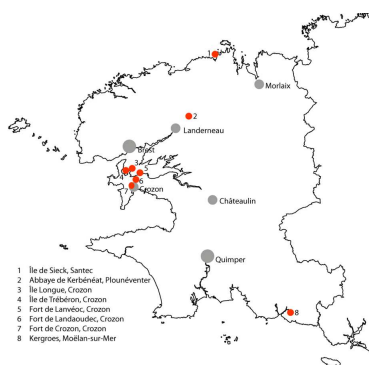 1
Morlaix
2
Landerneau
Brest
3
4
5
6
7
Crozon
Châteaulin
Quimper
8
1 Île de Sieck, Santec
2 Abbaye de Kerbénéat, Plounéventer
3 Île Longue, Crozon
4 Île de Trébéron, Crozon
5 Fort de Lanvéoc, Crozon
6 Fort de Landaoudec, Crozon
7 Fort de Crozon, Crozon
8 Kergroes, Moëlan-sur-Mer